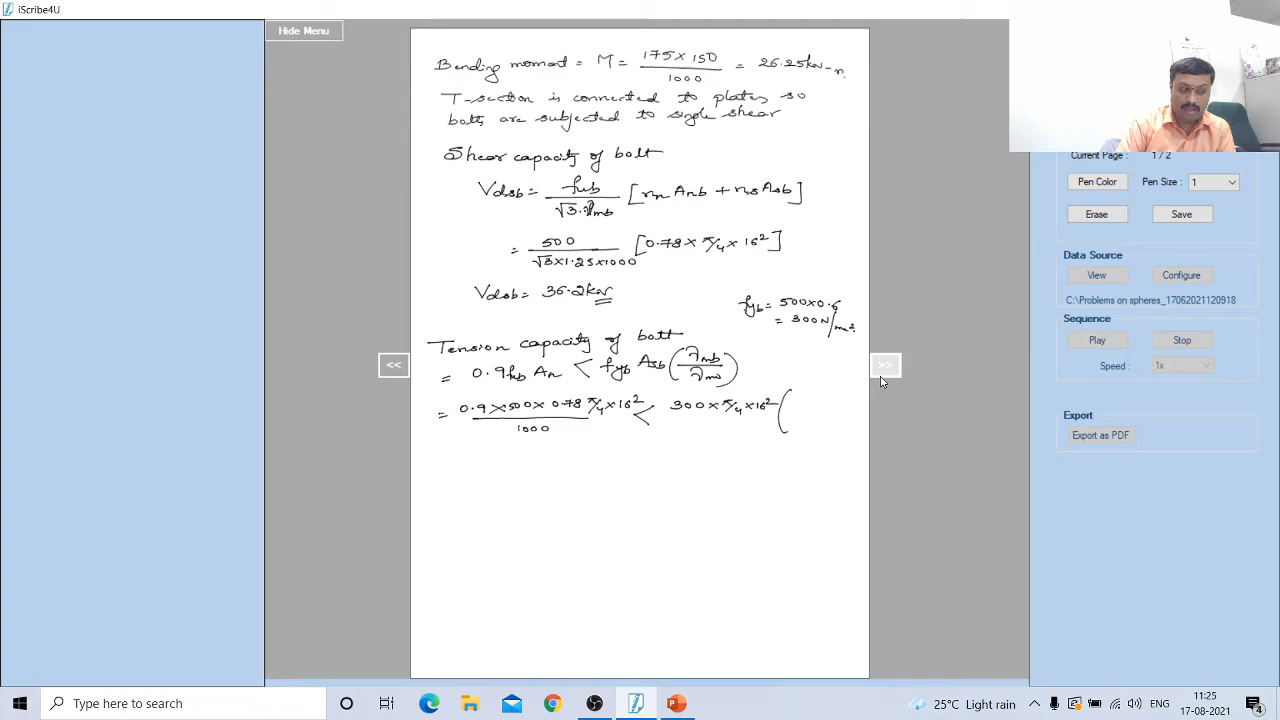 iScribe4U
Hide Menu
Bending moment = M = 175 × 150 / 1000 = 26.25 kN-m.
T-section is connected to plates, so
bolts are subjected to single shear
Shear capacity of bolt
Vdsb = fub / √3·γmb [nn Anb + ns Asb]
= 500 / √3×1.25×1000 [0.78 × π/4 × 16²]
Vdsb = 36.2 kN
fyb = 500×0.6
= 300 N/mm².
Tension capacity of bolt
= 0.9 fub An < fyb Asb (γmb / γmo)
= 0.9 × 500 × 0.78 π/4 × 16² / 1000 < 300 × π/4 × 16² (
<<
>>
Current Page : 1 / 2
Pen Color Pen Size : 1
Erase Save
Data Source
View Configure
C:\Problems on spheres_17062021120918
Sequence
Play Stop
Speed : 1x
Export
Export as PDF
Type here to search
25°C Light rain
ENG
11:25
17-08-2021
4